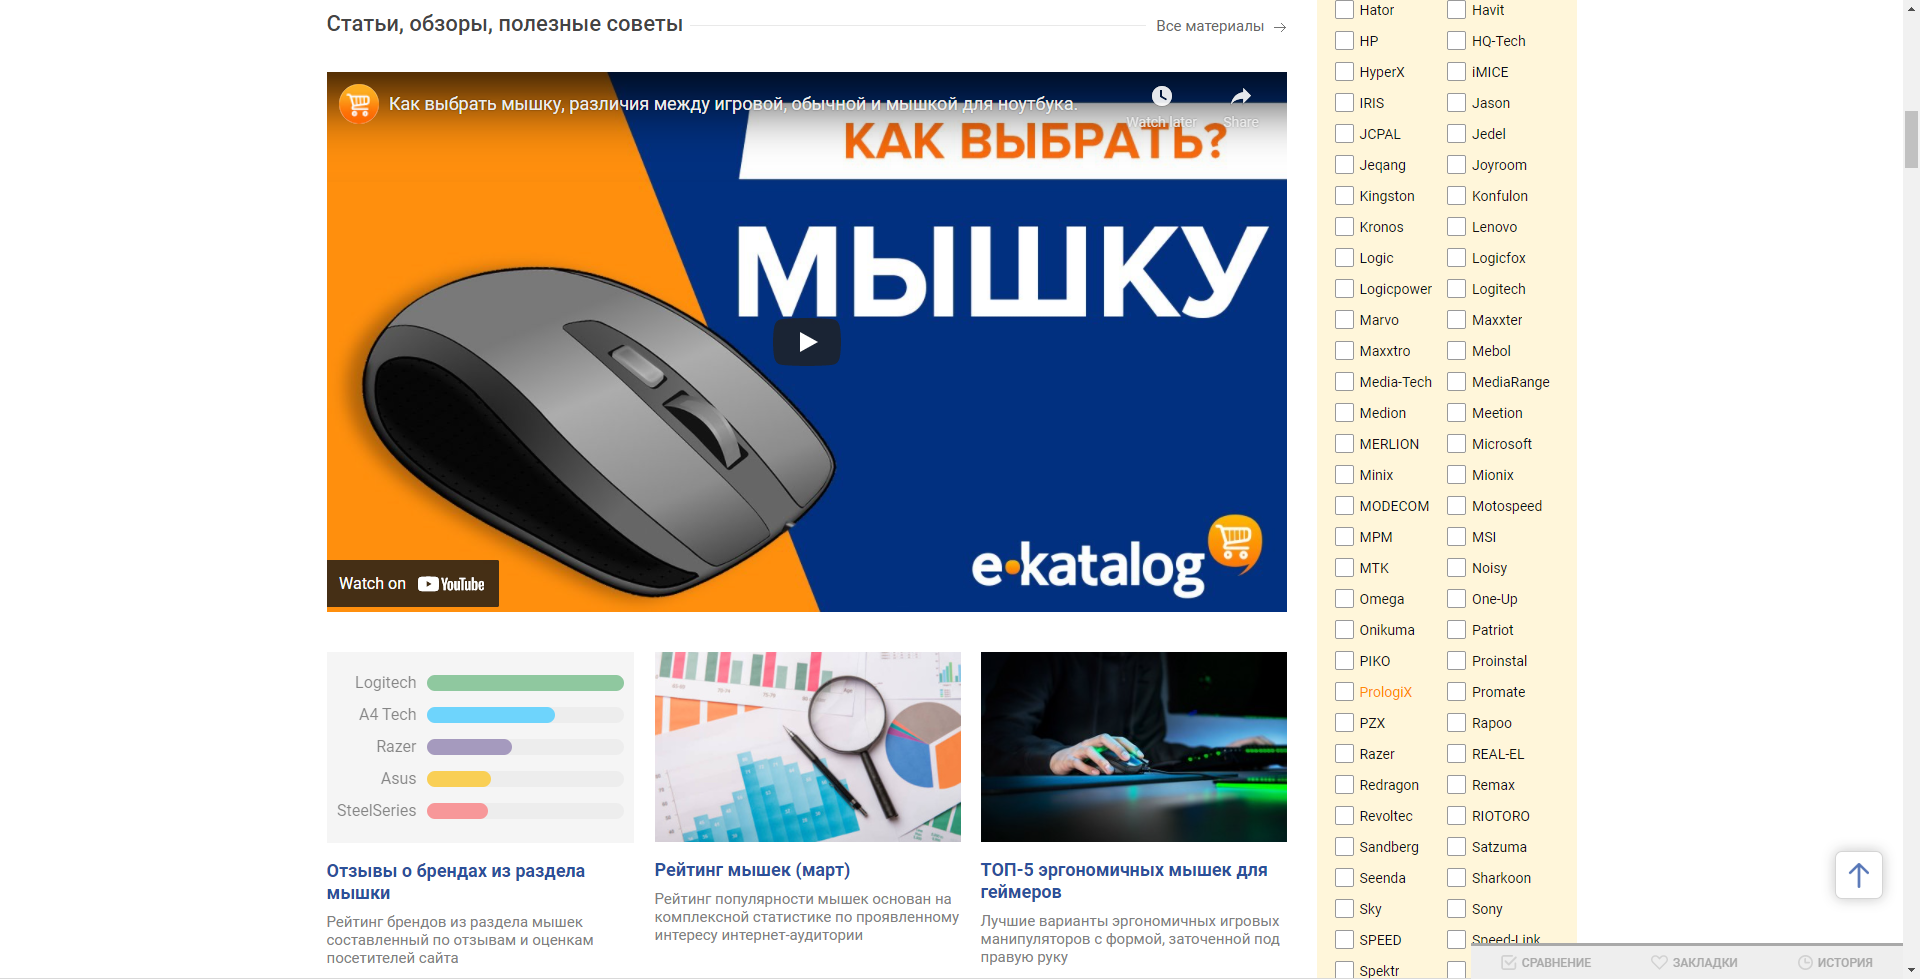 Статьи, обзоры, полезные советы
Все материалы
Как выбрать мышку, различия между игровой, обычной и мышкой для ноутбука.
Watch later
Share
КАК ВЫБРАТЬ?
МЫШКУ
e•katalog
Watch on YouTube
Logitech
A4 Tech
Razer
Asus
SteelSeries
Отзывы о брендах из раздела
мышки
Рейтинг брендов из раздела мышек
составленный по отзывам и оценкам
посетителей сайта
Рейтинг мышек (март)
Рейтинг популярности мышек основан на
комплексной статистике по проявленному
интересу интернет-аудитории
ТОП-5 эргономичных мышек для
геймеров
Лучшие варианты эргономичных игровых
манипуляторов с формой, заточенной под
правую руку
Hator Havit
HP HQ-Tech
HyperX iMICE
IRIS Jason
JCPAL Jedel
Jeqang Joyroom
Kingston Konfulon
Kronos Lenovo
Logic Logicfox
Logicpower Logitech
Marvo Maxxter
Maxxtro Mebol
Media-Tech MediaRange
Medion Meetion
MERLION Microsoft
Minix Mionix
MODECOM Motospeed
MPM MSI
MTK Noisy
Omega One-Up
Onikuma Patriot
PIKO Proinstal
PrologiX Promate
PZX Rapoo
Razer REAL-EL
Redragon Remax
Revoltec RIOTORO
Sandberg Satzuma
Seenda Sharkoon
Sky Sony
SPEED Speed-Link
Spektr
СРАВНЕНИЕ ЗАКЛАДКИ ИСТОРИЯ